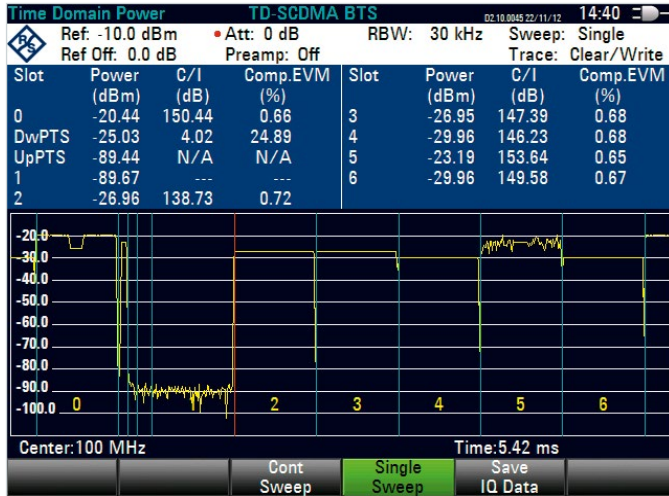 Time Domain Power TD-SCDMA BTS D2.10.0045 22/11/12 14:40
Ref: -10.0 dBm Att: 0 dB RBW: 30 kHz Sweep: Single
Ref Off: 0.0 dB Preamp: Off Trace: Clear/Write
Slot Power C/I Comp.EVM Slot Power C/I Comp.EVM
(dBm) (dB) (%) (dBm) (dB) (%)
0 -20.44 150.44 0.66 3 -26.95 147.39 0.68
DwPTS -25.03 4.02 24.89 4 -29.96 146.23 0.68
UpPTS -89.44 N/A N/A 5 -23.19 153.64 0.65
1 -89.67 --- --- 6 -29.96 149.58 0.67
2 -26.96 138.73 0.72
-20.0
-30.0
-40.0
-50.0
-60.0
-70.0
-80.0
-90.0
-100.0 0 2 3 4 5 6
Center:100 MHz Time:5.42 ms
Cont Single Save
Sweep Sweep IQ Data